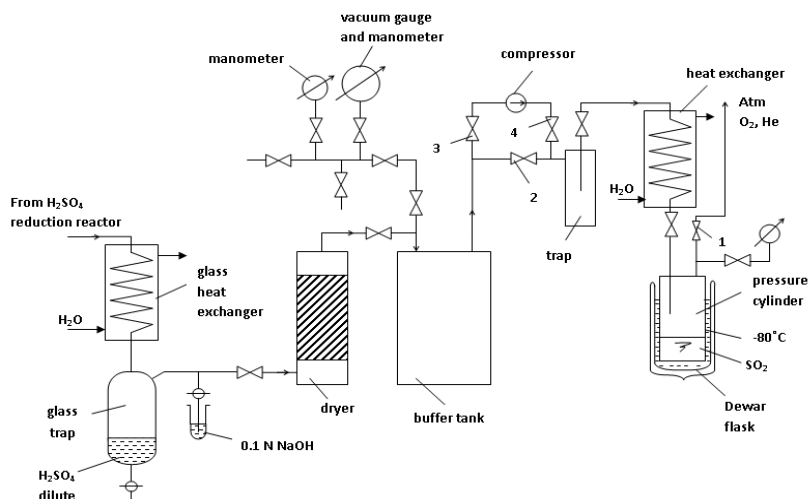 vacuum gauge
and manometer
manometer
compressor
heat exchanger
Atm
O₂, He
3
4
2
From H₂SO₄
reduction reactor
H₂O
1
trap
glass
heat
exchanger
pressure
cylinder
H₂O
-80°C
SO₂
glass
trap
dryer
buffer tank
Dewar
flask
0.1 N NaOH
H₂SO₄
dilute